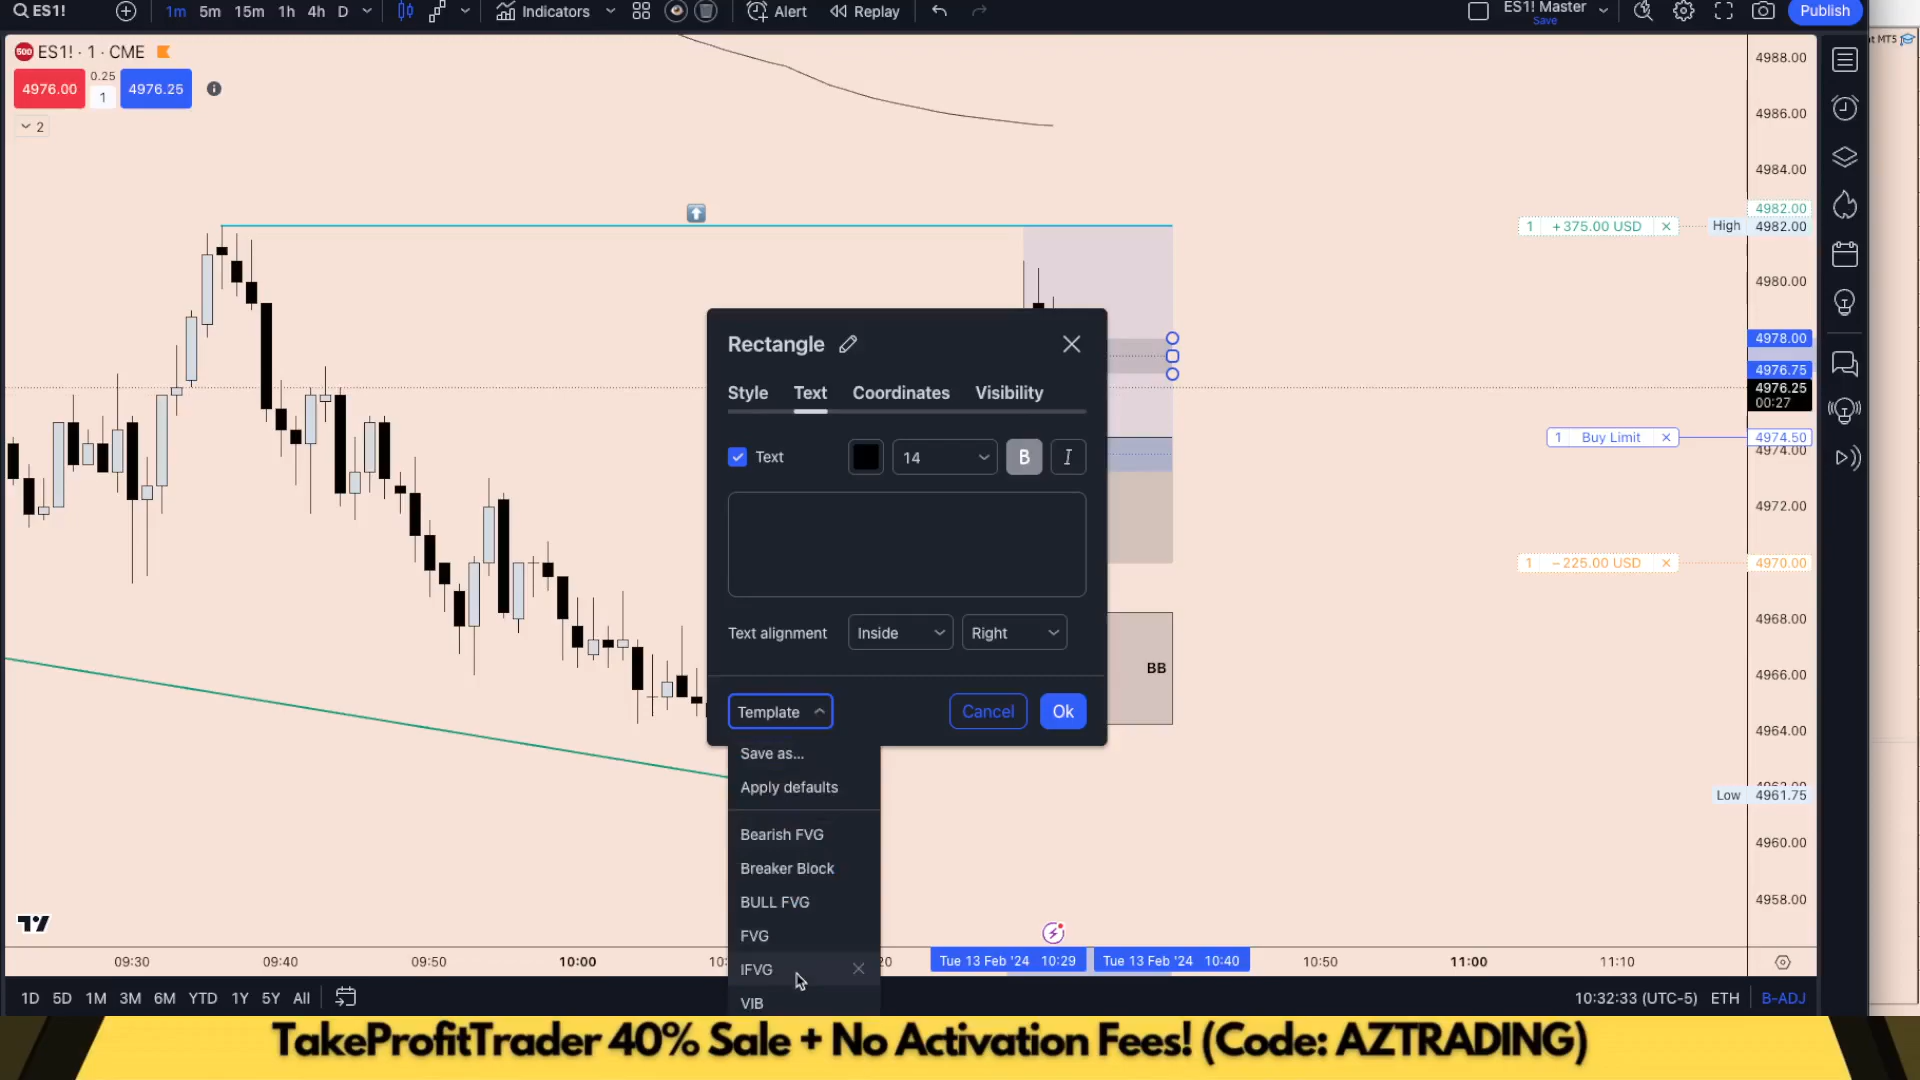 ES1! 1m 5m 15m 1h 4h D Indicators Alert Replay ES1! Master Save Publish
at MT5
500 ES1! · 1 · CME
4976.00 0.25 1 4976.25
2
4988.00
4986.00
4984.00
4982.00
1 +375.00 USD × High 4982.00
4980.00
4978.00
4976.75
4976.25
00:27
1 Buy Limit × 4974.50
4974.00
4972.00
1 −225.00 USD × 4970.00
4968.00
4966.00
4964.00
Low 4961.75
4960.00
4958.00
BB
Rectangle
Style Text Coordinates Visibility
Text 14 B I
Text alignment Inside Right
Template Cancel Ok
Save as...
Apply defaults
Bearish FVG
Breaker Block
BULL FVG
FVG
IFVG
VIB
09:30 09:40 09:50 10:00 Tue 13 Feb '24 10:29 Tue 13 Feb '24 10:40 10:50 11:00 11:10
1D 5D 1M 3M 6M YTD 1Y 5Y All 10:32:33 (UTC-5) ETH B-ADJ
TakeProfitTrader 40% Sale + No Activation Fees! (Code: AZTRADING)